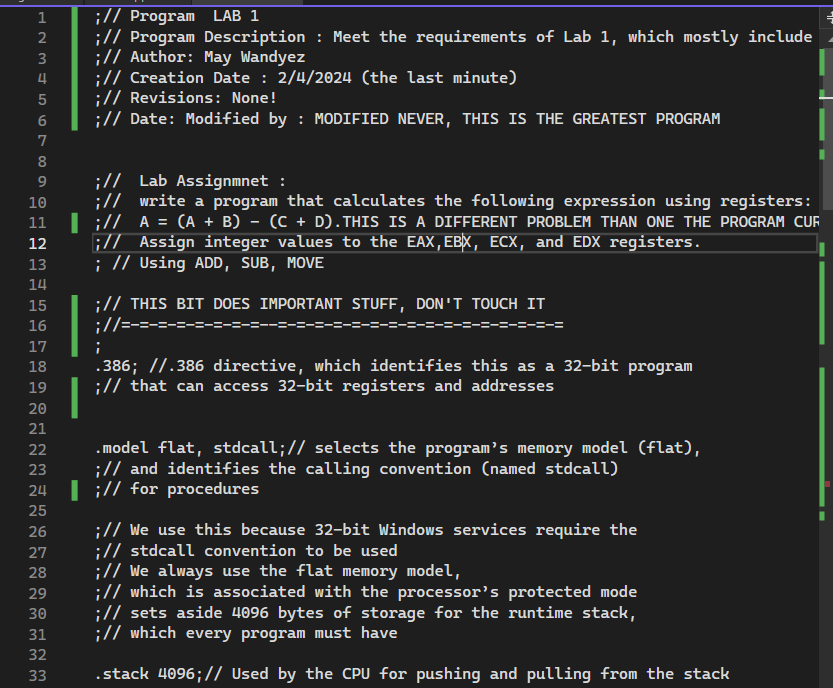 1 ;// Program  LAB 1
2 ;// Program Description : Meet the requirements of Lab 1, which mostly include
3 ;// Author: May Wandyez
4 ;// Creation Date : 2/4/2024 (the last minute)
5 ;// Revisions: None!
6 ;// Date: Modified by : MODIFIED NEVER, THIS IS THE GREATEST PROGRAM
7
8
9 ;//  Lab Assignmnet :
10 ;//  write a program that calculates the following expression using registers:
11 ;//  A = (A + B) − (C + D).THIS IS A DIFFERENT PROBLEM THAN ONE THE PROGRAM CUR
12 ;//  Assign integer values to the EAX,EBX, ECX, and EDX registers.
13 ; // Using ADD, SUB, MOVE
14
15 ;// THIS BIT DOES IMPORTANT STUFF, DON'T TOUCH IT
16 ;//=-=-=-=-=-=-=-=--=-=-=-=-=-=-=-=-=-=-=-=-=-=-=-=
17 ;
18 .386; //.386 directive, which identifies this as a 32-bit program
19 ;// that can access 32-bit registers and addresses
20
21
22 .model flat, stdcall;// selects the program’s memory model (flat),
23 ;// and identifies the calling convention (named stdcall)
24 ;// for procedures
25
26 ;// We use this because 32-bit Windows services require the
27 ;// stdcall convention to be used
28 ;// We always use the flat memory model,
29 ;// which is associated with the processor’s protected mode
30 ;// sets aside 4096 bytes of storage for the runtime stack,
31 ;// which every program must have
32
33 .stack 4096;// Used by the CPU for pushing and pulling from the stack